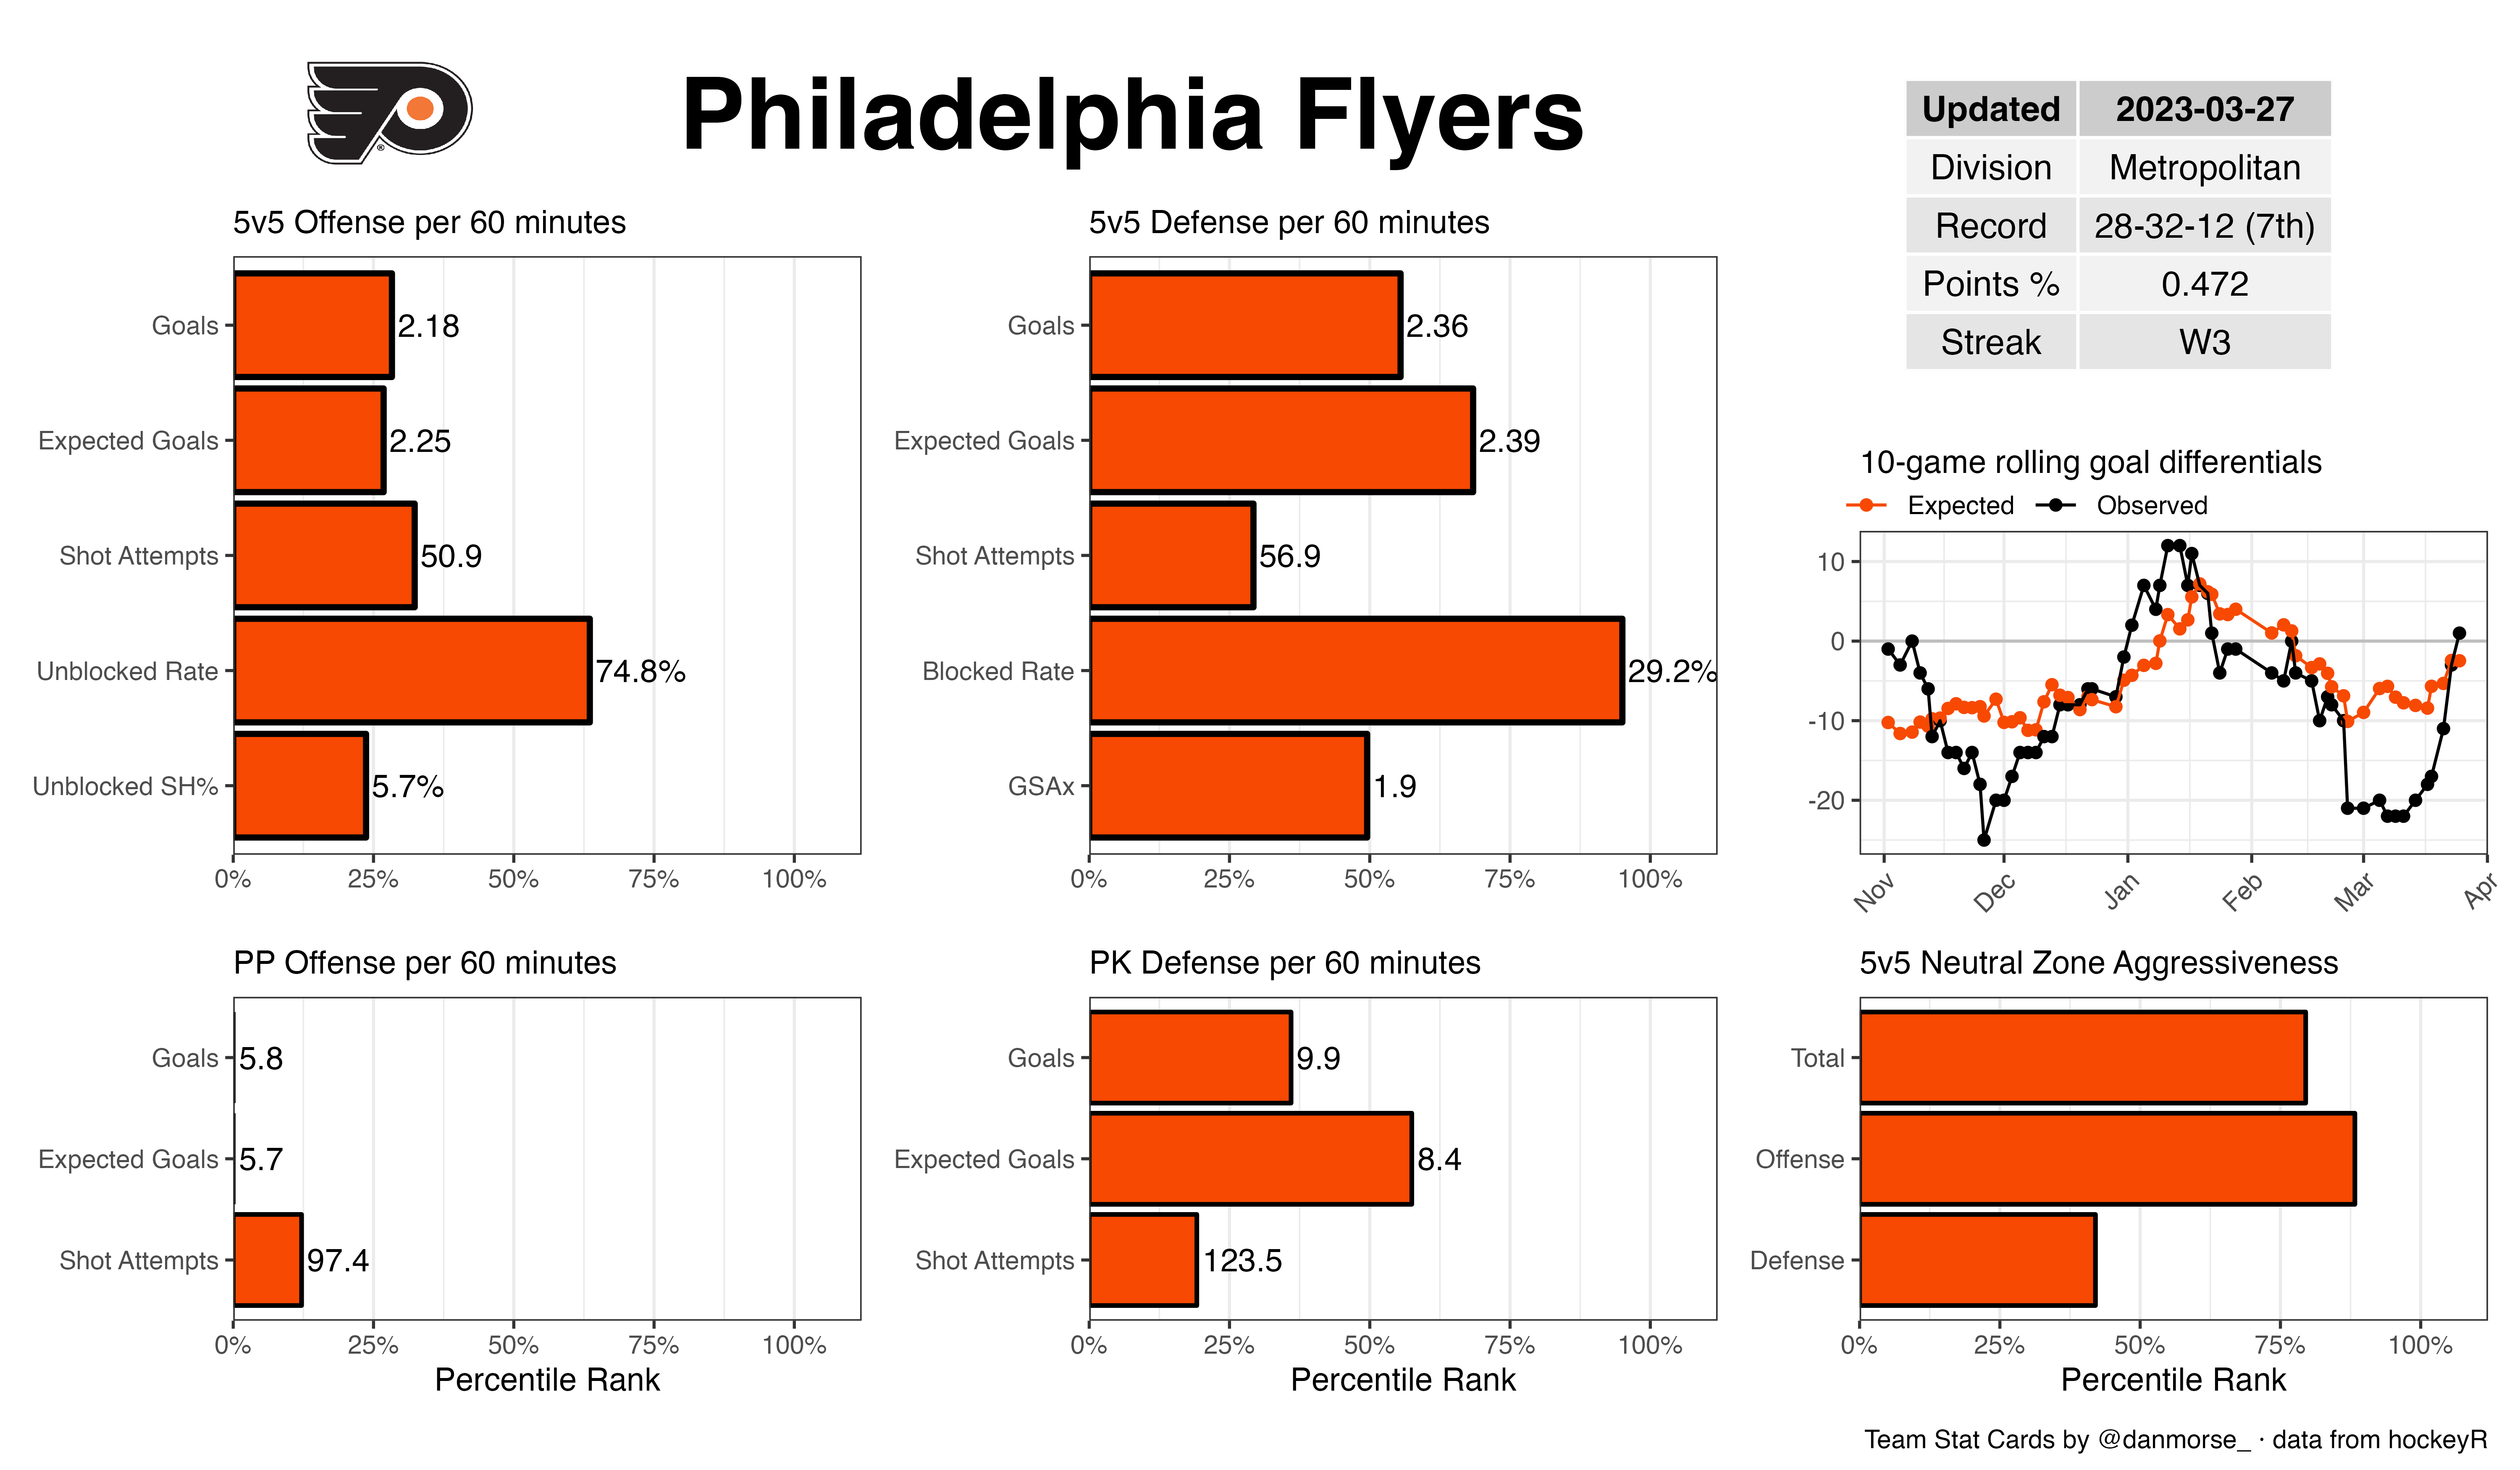 Philadelphia Flyers
Updated 2023-03-27
Division Metropolitan
Record 28-32-12 (7th)
Points % 0.472
Streak W3
5v5 Offense per 60 minutes
Goals 2.18
Expected Goals 2.25
Shot Attempts 50.9
Unblocked Rate 74.8%
Unblocked SH% 5.7%
0% 25% 50% 75% 100%
5v5 Defense per 60 minutes
Goals 2.36
Expected Goals 2.39
Shot Attempts 56.9
Blocked Rate 29.2%
GSAx 1.9
0% 25% 50% 75% 100%
10-game rolling goal differentials
Expected Observed
10
0
-10
-20
Nov Dec Jan Feb Mar Apr
PP Offense per 60 minutes
Goals 5.8
Expected Goals 5.7
Shot Attempts 97.4
0% 25% 50% 75% 100%
Percentile Rank
PK Defense per 60 minutes
Goals 9.9
Expected Goals 8.4
Shot Attempts 123.5
0% 25% 50% 75% 100%
Percentile Rank
5v5 Neutral Zone Aggressiveness
Total
Offense
Defense
0% 25% 50% 75% 100%
Percentile Rank
Team Stat Cards by @danmorse_ · data from hockeyR